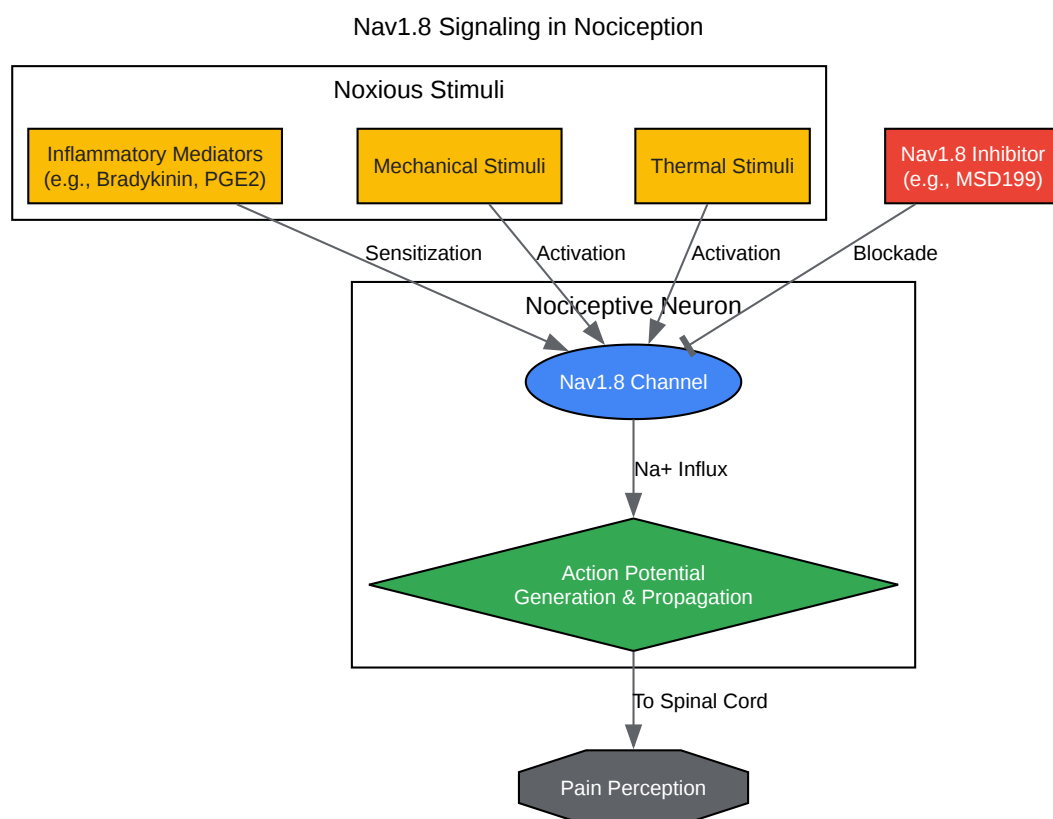 Nav1.8 Signaling in Nociception
Noxious Stimuli
Inflammatory Mediators
(e.g., Bradykinin, PGE2)
Mechanical Stimuli
Thermal Stimuli
Nav1.8 Inhibitor
(e.g., MSD199)
Sensitization
Activation
Activation
Blockade
Nociceptive Neuron
Nav1.8 Channel
Na+ Influx
Action Potential
Generation & Propagation
To Spinal Cord
Pain Perception